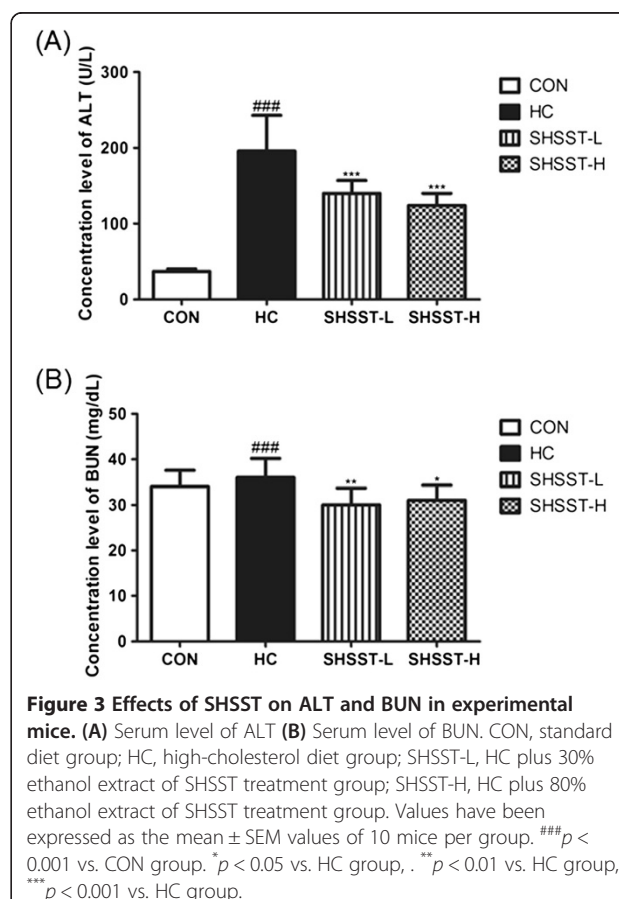 (A)
Concentration level of ALT (U/L)
300
200
100
0
###
***
***
CON
HC
SHSST-L
SHSST-H
CON
HC
SHSST-L
SHSST-H
(B)
Concentration level of BUN (mg/dL)
50
40
30
20
10
0
###
**
*
CON
HC
SHSST-L
SHSST-H
CON
HC
SHSST-L
SHSST-H
Figure 3 Effects of SHSST on ALT and BUN in experimental
mice. (A) Serum level of ALT (B) Serum level of BUN. CON, standard
diet group; HC, high-cholesterol diet group; SHSST-L, HC plus 30%
ethanol extract of SHSST treatment group; SHSST-H, HC plus 80%
ethanol extract of SHSST treatment group. Values have been
expressed as the mean ± SEM values of 10 mice per group. ###p <
0.001 vs. CON group. *p < 0.05 vs. HC group, . **p < 0.01 vs. HC group,
***p < 0.001 vs. HC group.